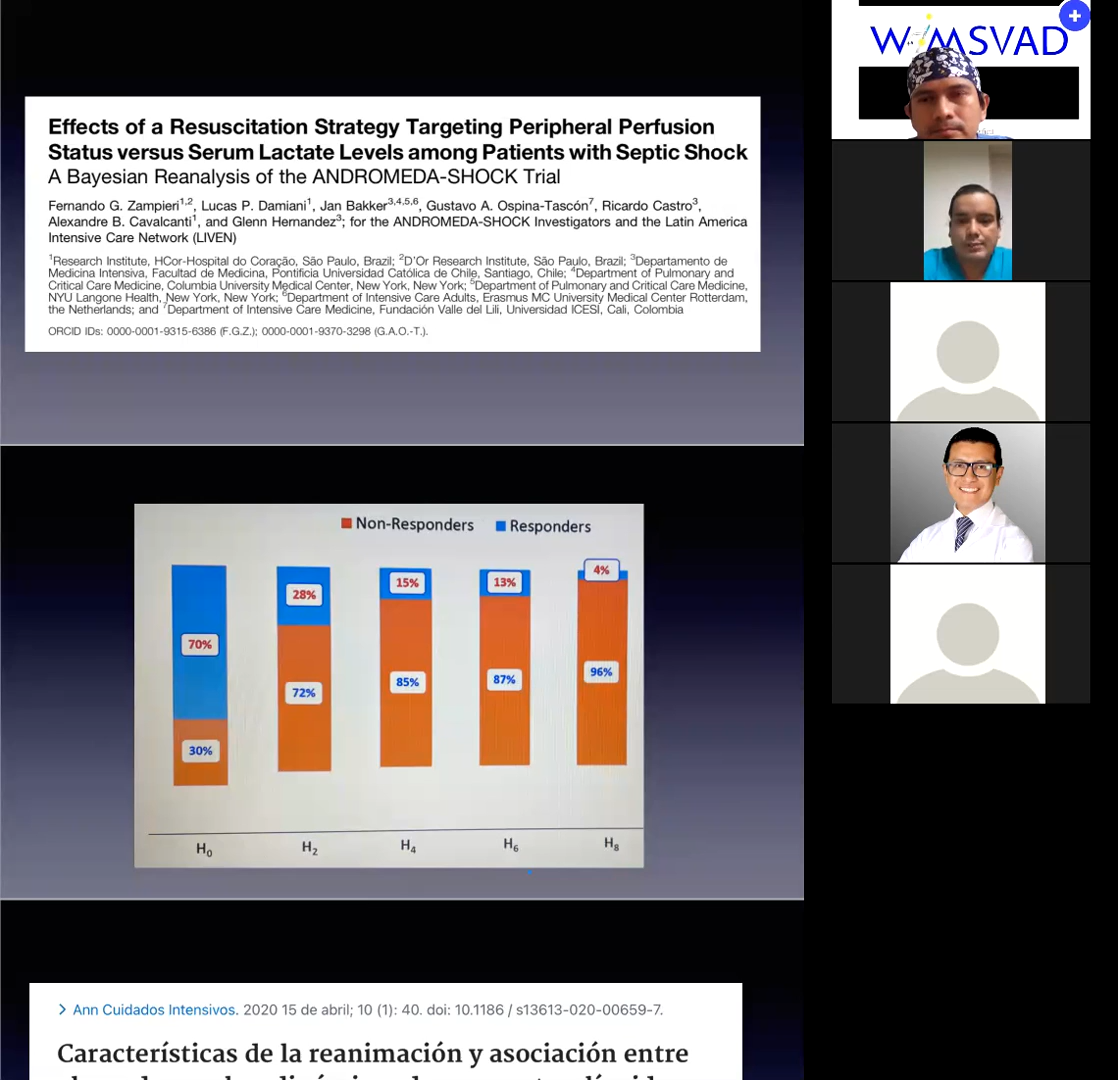 Effects of a Resuscitation Strategy Targeting Peripheral Perfusion
Status versus Serum Lactate Levels among Patients with Septic Shock
A Bayesian Reanalysis of the ANDROMEDA-SHOCK Trial
Fernando G. Zampieri1,2, Lucas P. Damiani1, Jan Bakker3,4,5,6, Gustavo A. Ospina-Tascón7, Ricardo Castro3,
Alexandre B. Cavalcanti1, and Glenn Hernandez3; for the ANDROMEDA-SHOCK Investigators and the Latin America
Intensive Care Network (LIVEN)
1Research Institute, HCor-Hospital do Coração, São Paulo, Brazil; 2D'Or Research Institute, São Paulo, Brazil; 3Departamento de
Medicina Intensiva, Facultad de Medicina, Pontificia Universidad Católica de Chile, Santiago, Chile; 4Department of Pulmonary and
Critical Care Medicine, Columbia University Medical Center, New York, New York; 5Department of Pulmonary and Critical Care Medicine,
NYU Langone Health, New York, New York; 6Department of Intensive Care Adults, Erasmus MC University Medical Center Rotterdam,
the Netherlands; and 7Department of Intensive Care Medicine, Fundación Valle del Lili, Universidad ICESI, Cali, Colombia
ORCID IDs: 0000-0001-9315-6386 (F.G.Z.); 0000-0001-9370-3298 (G.A.O.-T.).
Non-Responders Responders
70% 28% 15% 13% 4%
30% 72% 85% 87% 96%
H0 H2 H4 H6 H8
> Ann Cuidados Intensivos. 2020 15 de abril; 10 (1): 40. doi: 10.1186 / s13613-020-00659-7.
Características de la reanimación y asociación entre
WiMSVAD